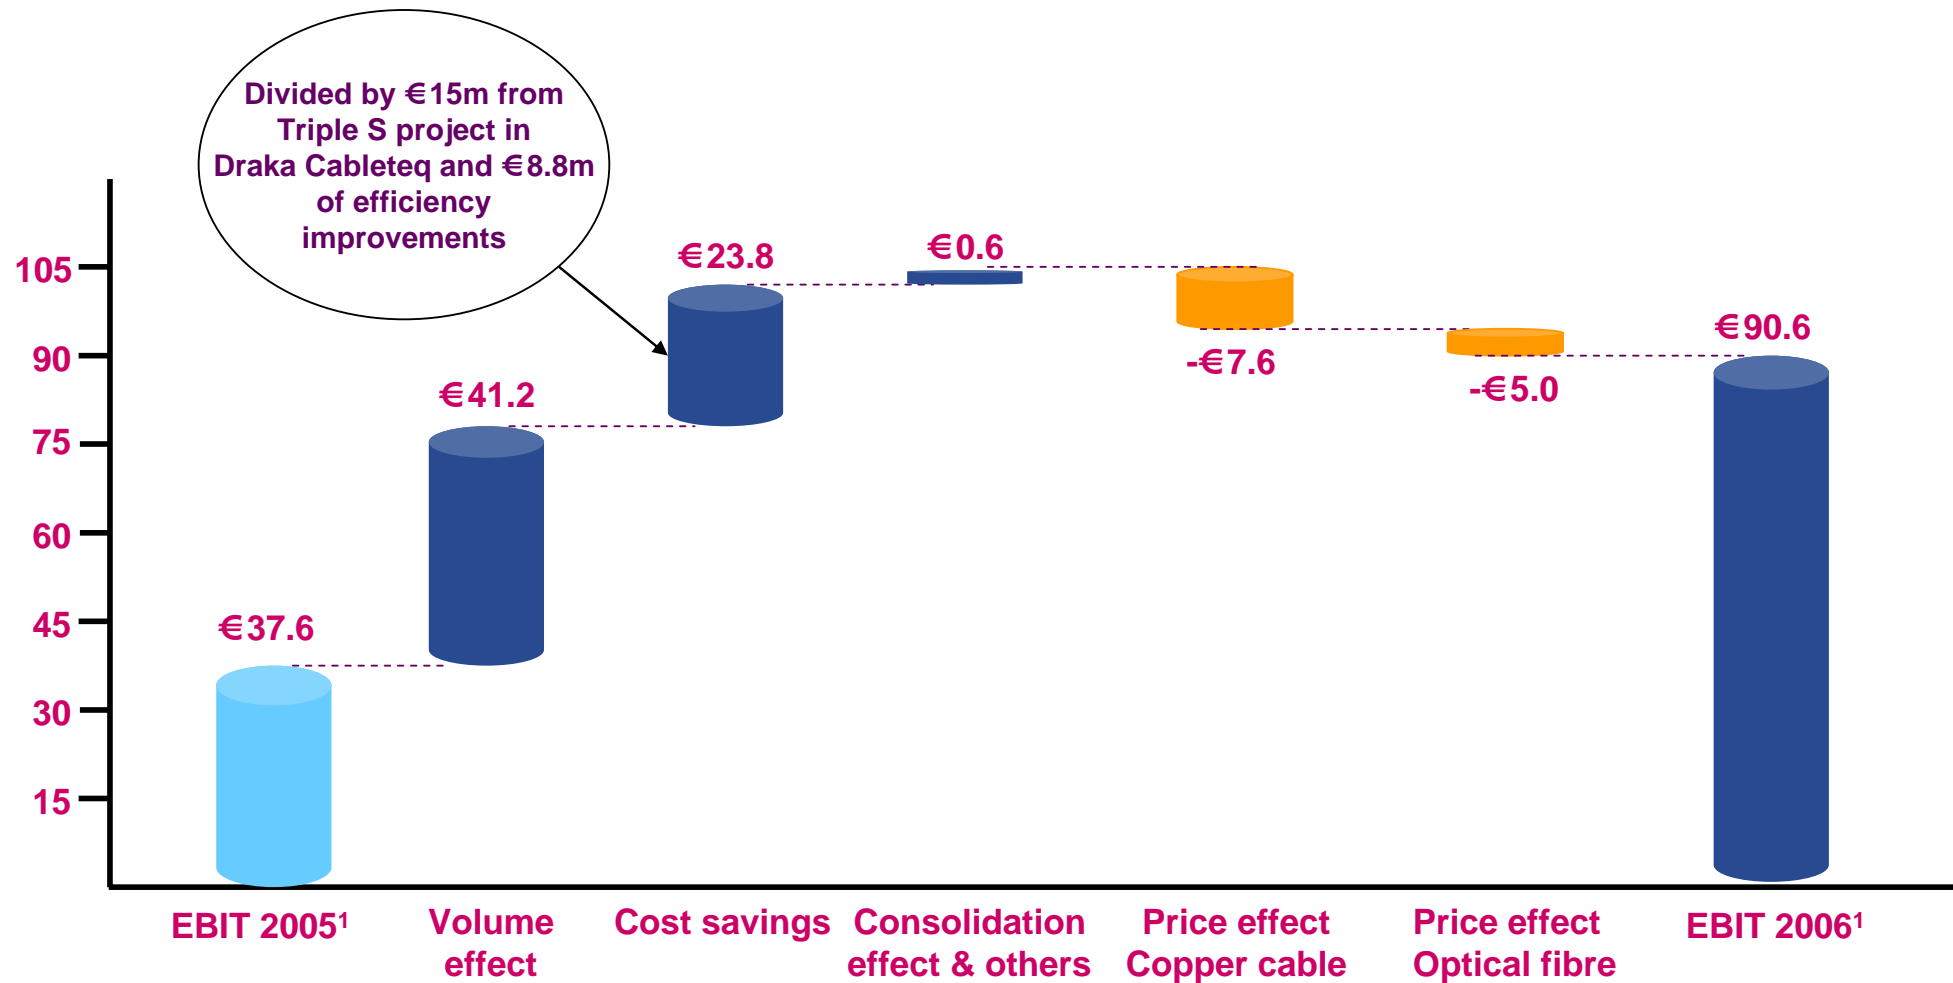 Divided by €15m from
Triple S project in
Draka Cableteq and €8.8m
of efficiency
improvements
105
90
75
60
45
30
15
€37.6
€41.2
€23.8
€0.6
-€7.6
-€5.0
€90.6
EBIT 2005¹
Volume
effect
Cost savings
Consolidation
effect & others
Price effect
Copper cable
Price effect
Optical fibre
EBIT 2006¹